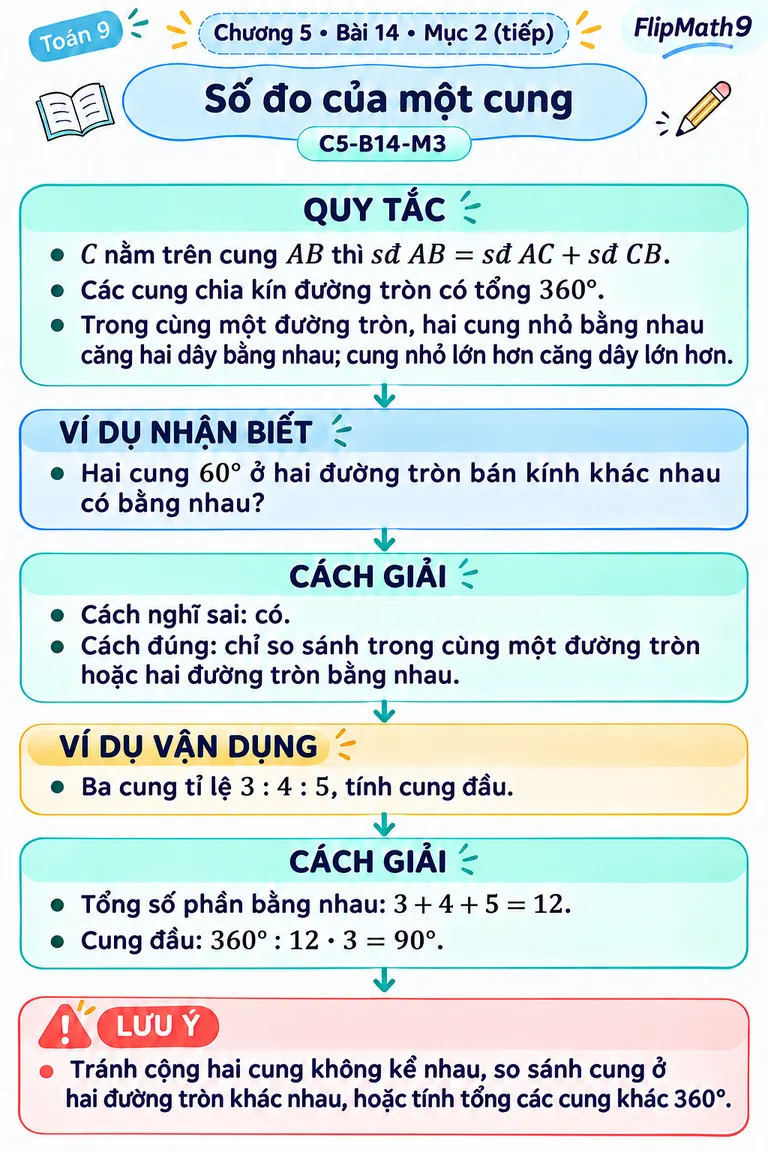 Toán 9
Chương 5 • Bài 14 • Mục 2 (tiếp)
FlipMath9
Số đo của một cung
C5-B14-M3
QUY TẮC
• C nằm trên cung AB thì sđ AB = sđ AC + sđ CB.
• Các cung chia kín đường tròn có tổng 360°.
• Trong cùng một đường tròn, hai cung nhỏ bằng nhau
căng hai dây bằng nhau; cung nhỏ lớn hơn căng dây lớn hơn.
VÍ DỤ NHẬN BIẾT
• Hai cung 60° ở hai đường tròn bán kính khác nhau
có bằng nhau?
CÁCH GIẢI
• Cách nghĩ sai: có.
• Cách đúng: chỉ so sánh trong cùng một đường tròn
hoặc hai đường tròn bằng nhau.
VÍ DỤ VẬN DỤNG
• Ba cung tỉ lệ 3 : 4 : 5, tính cung đầu.
CÁCH GIẢI
• Tổng số phần bằng nhau: 3 + 4 + 5 = 12.
• Cung đầu: 360° : 12 · 3 = 90°.
LƯU Ý
• Tránh cộng hai cung không kề nhau, so sánh cung ở
hai đường tròn khác nhau, hoặc tính tổng các cung khác 360°.